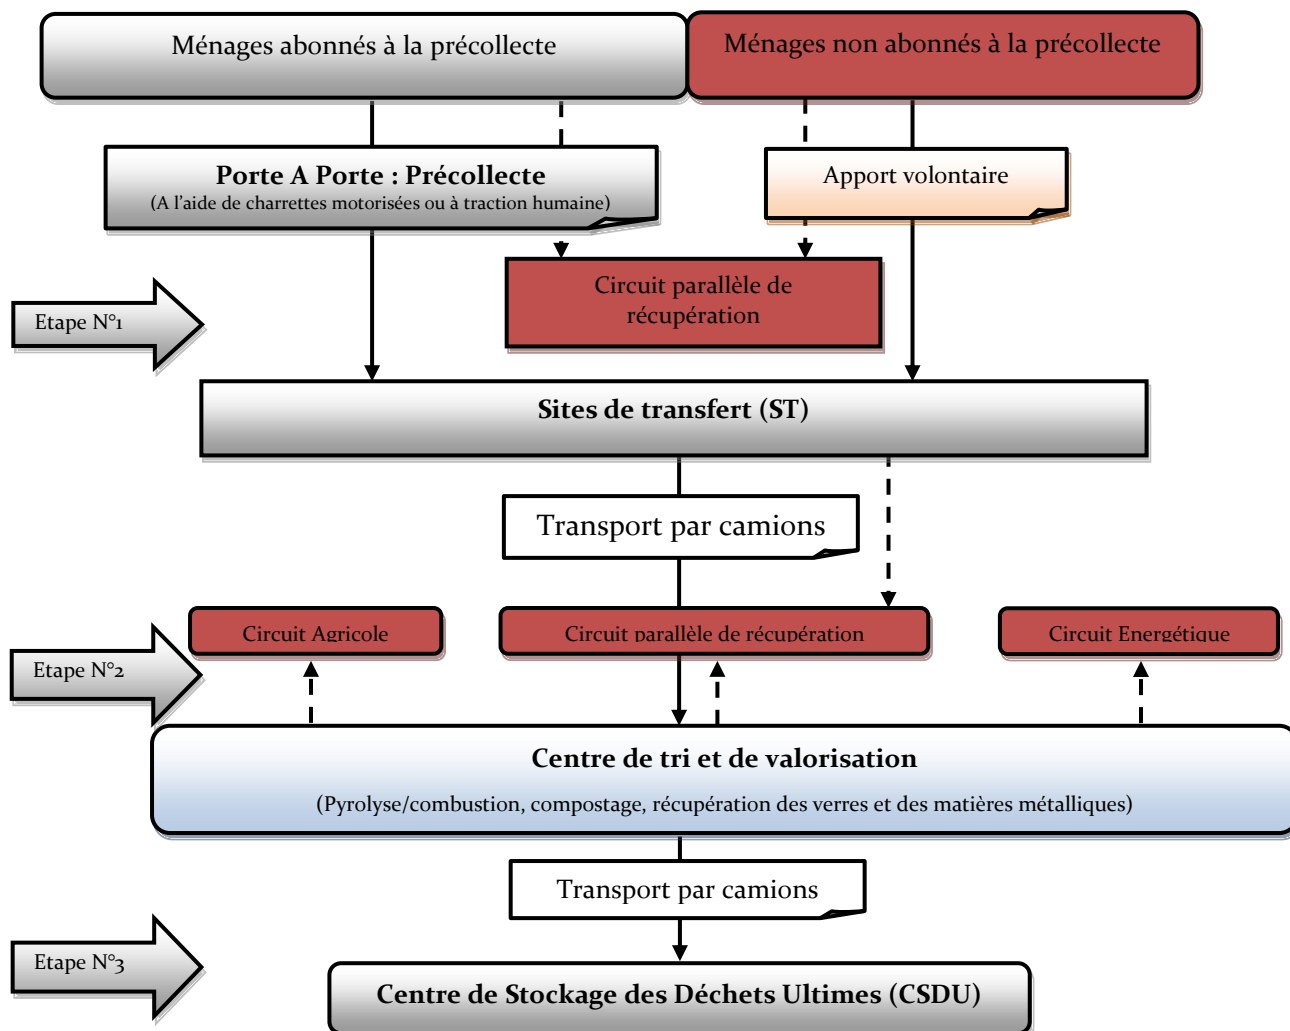 Ménages abonnés à la précollecte
Ménages non abonnés à la précollecte
Porte A Porte : Précollecte
(A l'aide de charrettes motorisées ou à traction humaine)
Apport volontaire
Circuit parallèle de
récupération
Etape N°1
Sites de transfert (ST)
Transport par camions
Circuit Agricole
Circuit parallèle de récupération
Circuit Energétique
Etape N°2
Centre de tri et de valorisation
(Pyrolyse/combustion, compostage, récupération des verres et des matières métalliques)
Transport par camions
Etape N°3
Centre de Stockage des Déchets Ultimes (CSDU)